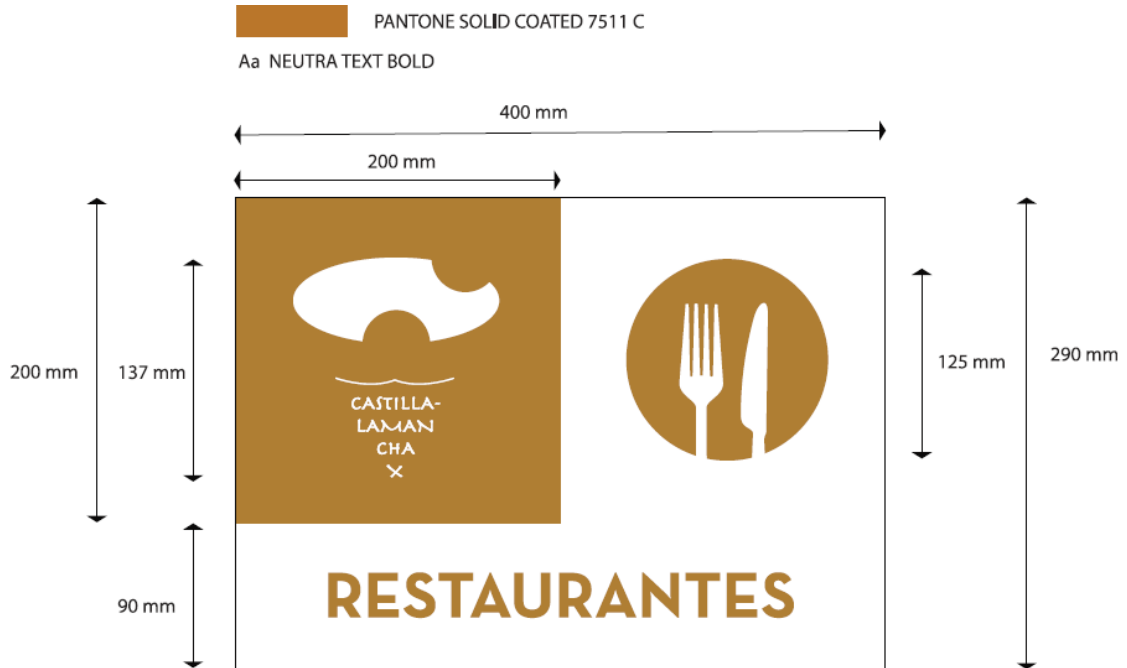 PANTONE SOLID COATED 7511 C
Aa NEUTRA TEXT BOLD
400 mm
200 mm
200 mm
137 mm
CASTILLA-
LAMAN
CHA
X
125 mm
290 mm
90 mm
RESTAURANTES